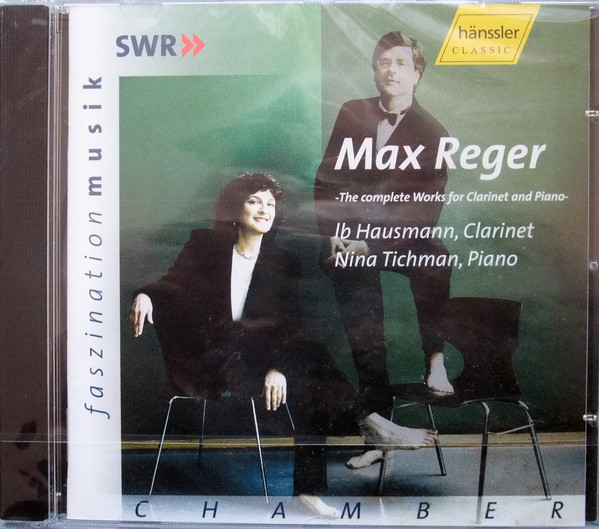 SWR
hänssler
CLASSIC
faszination musik
Max Reger
-The complete Works for Clarinet and Piano-
Ib Hausmann, Clarinet
Nina Tichman, Piano
CHAMBER